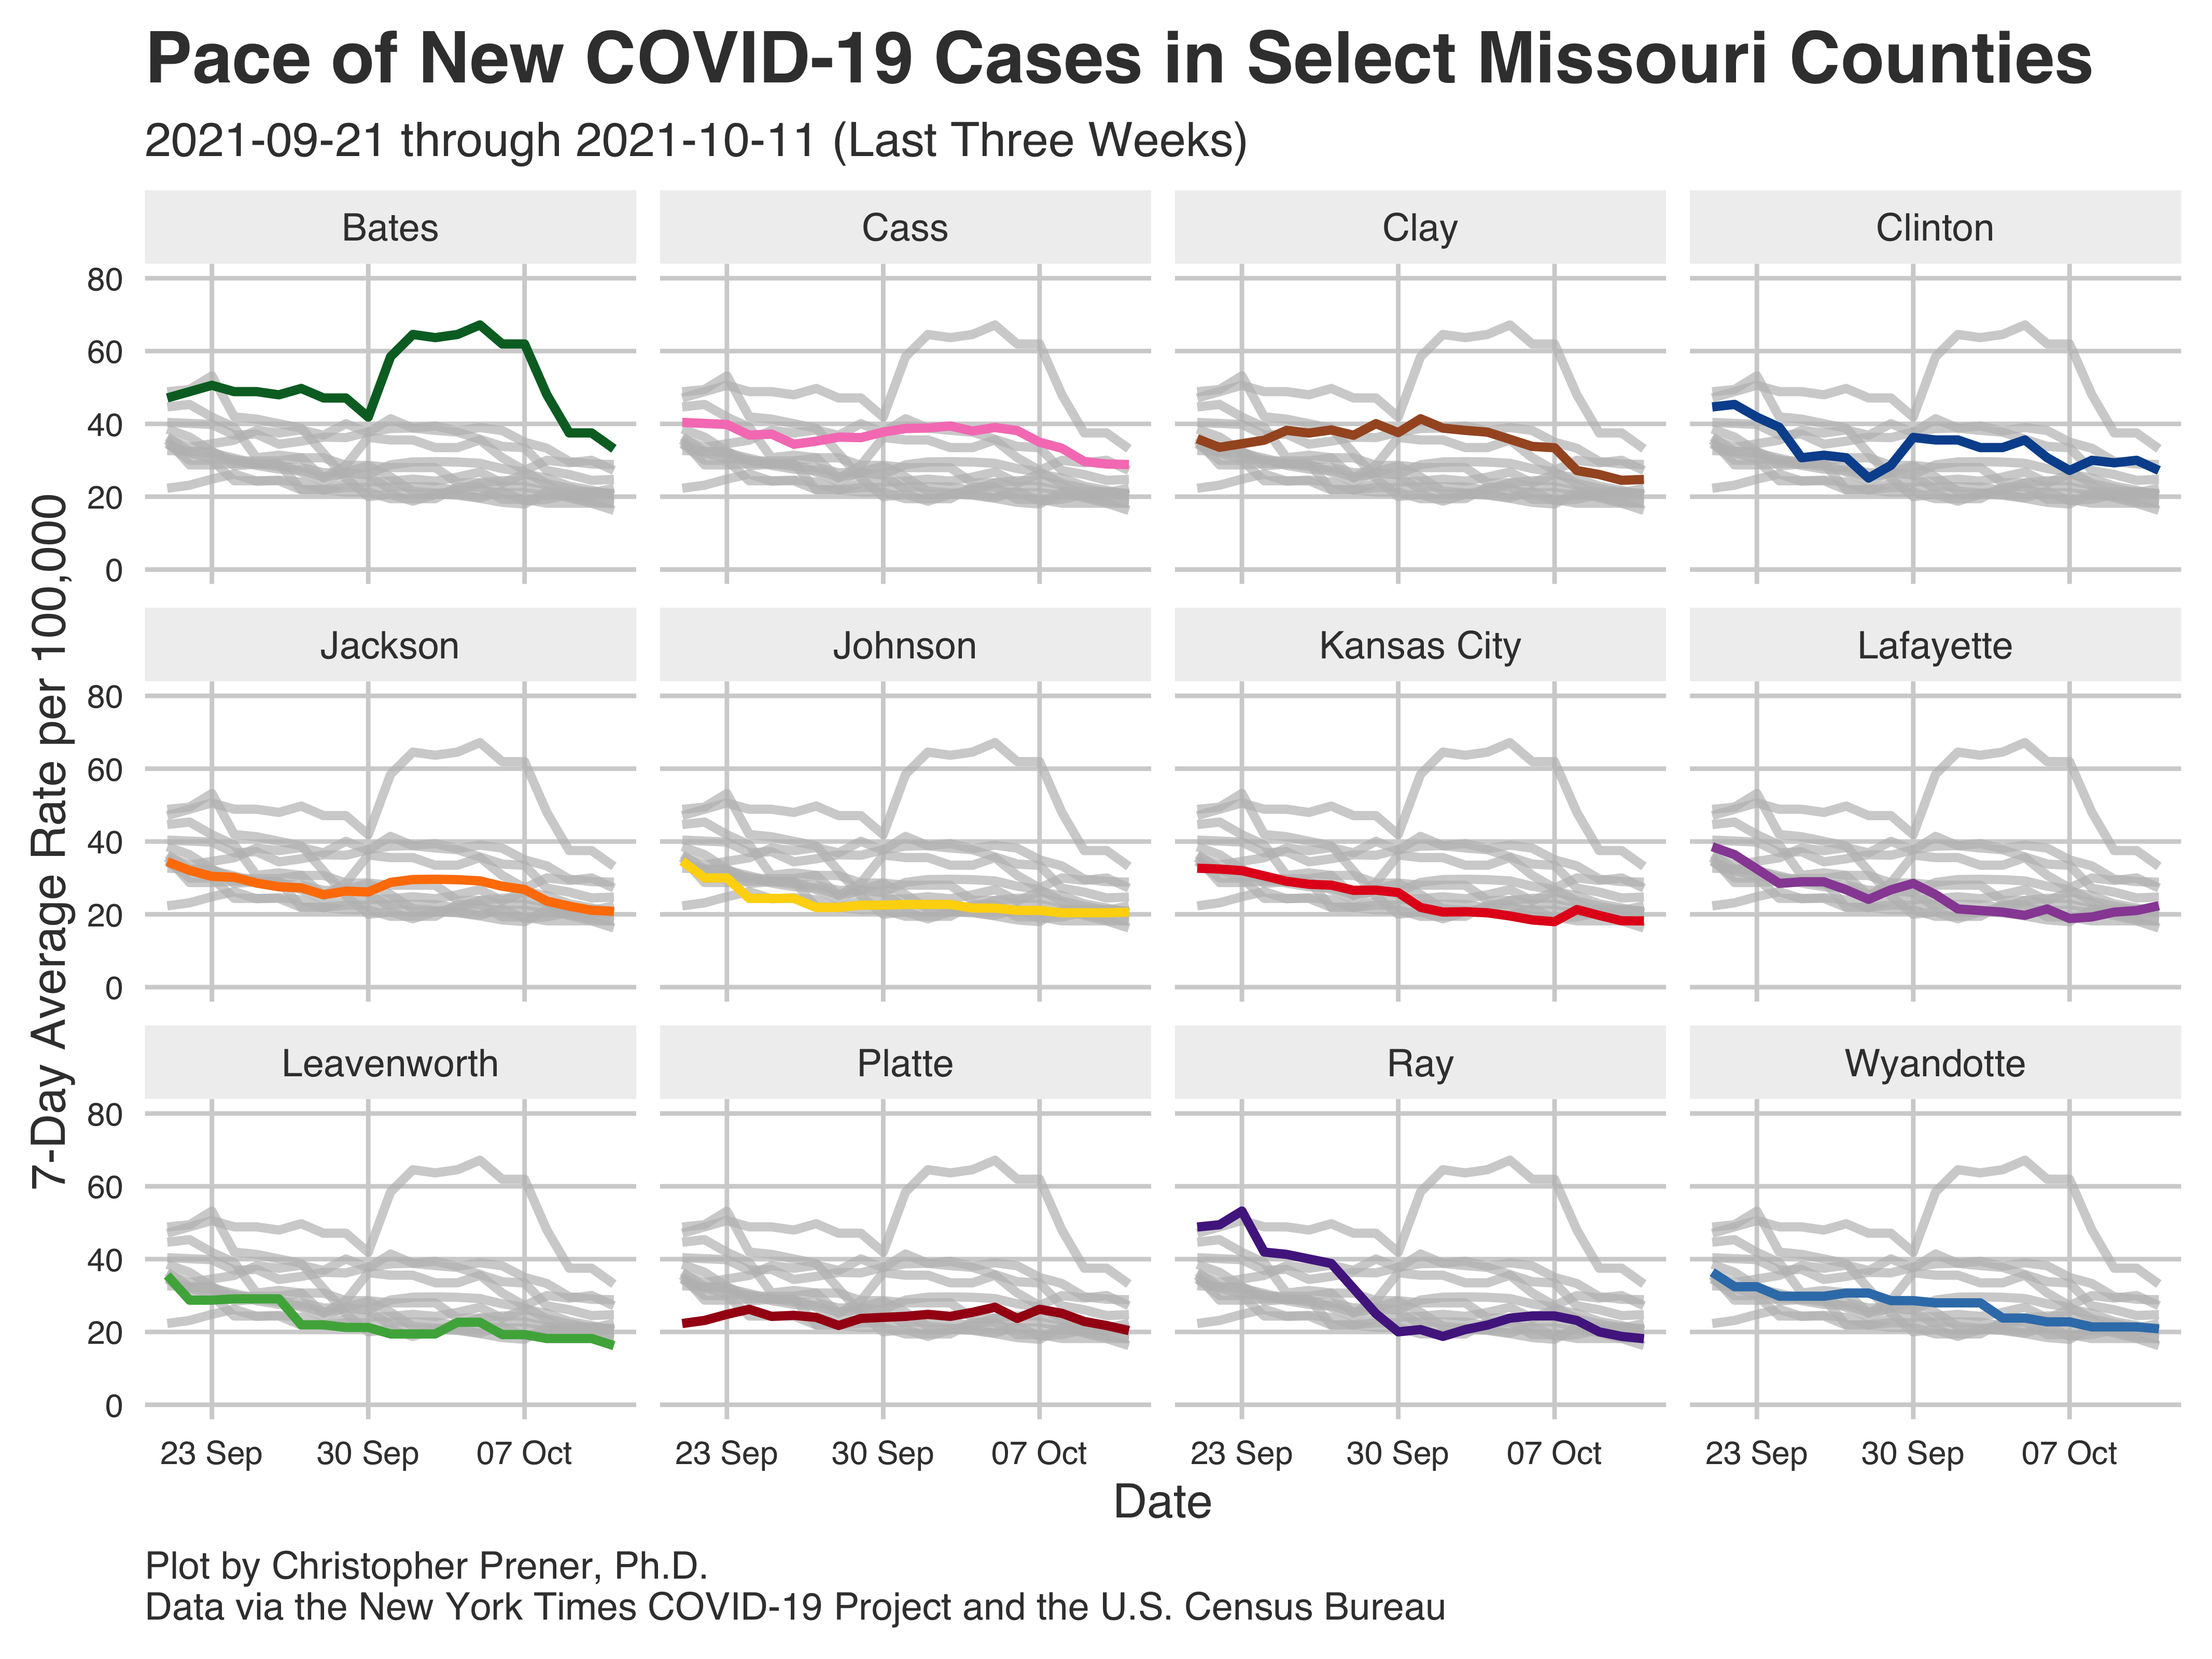 Pace of New COVID-19 Cases in Select Missouri Counties
2021-09-21 through 2021-10-11 (Last Three Weeks)
7-Day Average Rate per 100,000
Bates
Cass
Clay
Clinton
80
60
40
20
0
Jackson
Johnson
Kansas City
Lafayette
80
60
40
20
0
Leavenworth
Platte
Ray
Wyandotte
80
60
40
20
0
23 Sep 30 Sep 07 Oct
23 Sep 30 Sep 07 Oct
23 Sep 30 Sep 07 Oct
23 Sep 30 Sep 07 Oct
Date
Plot by Christopher Prener, Ph.D.
Data via the New York Times COVID-19 Project and the U.S. Census Bureau